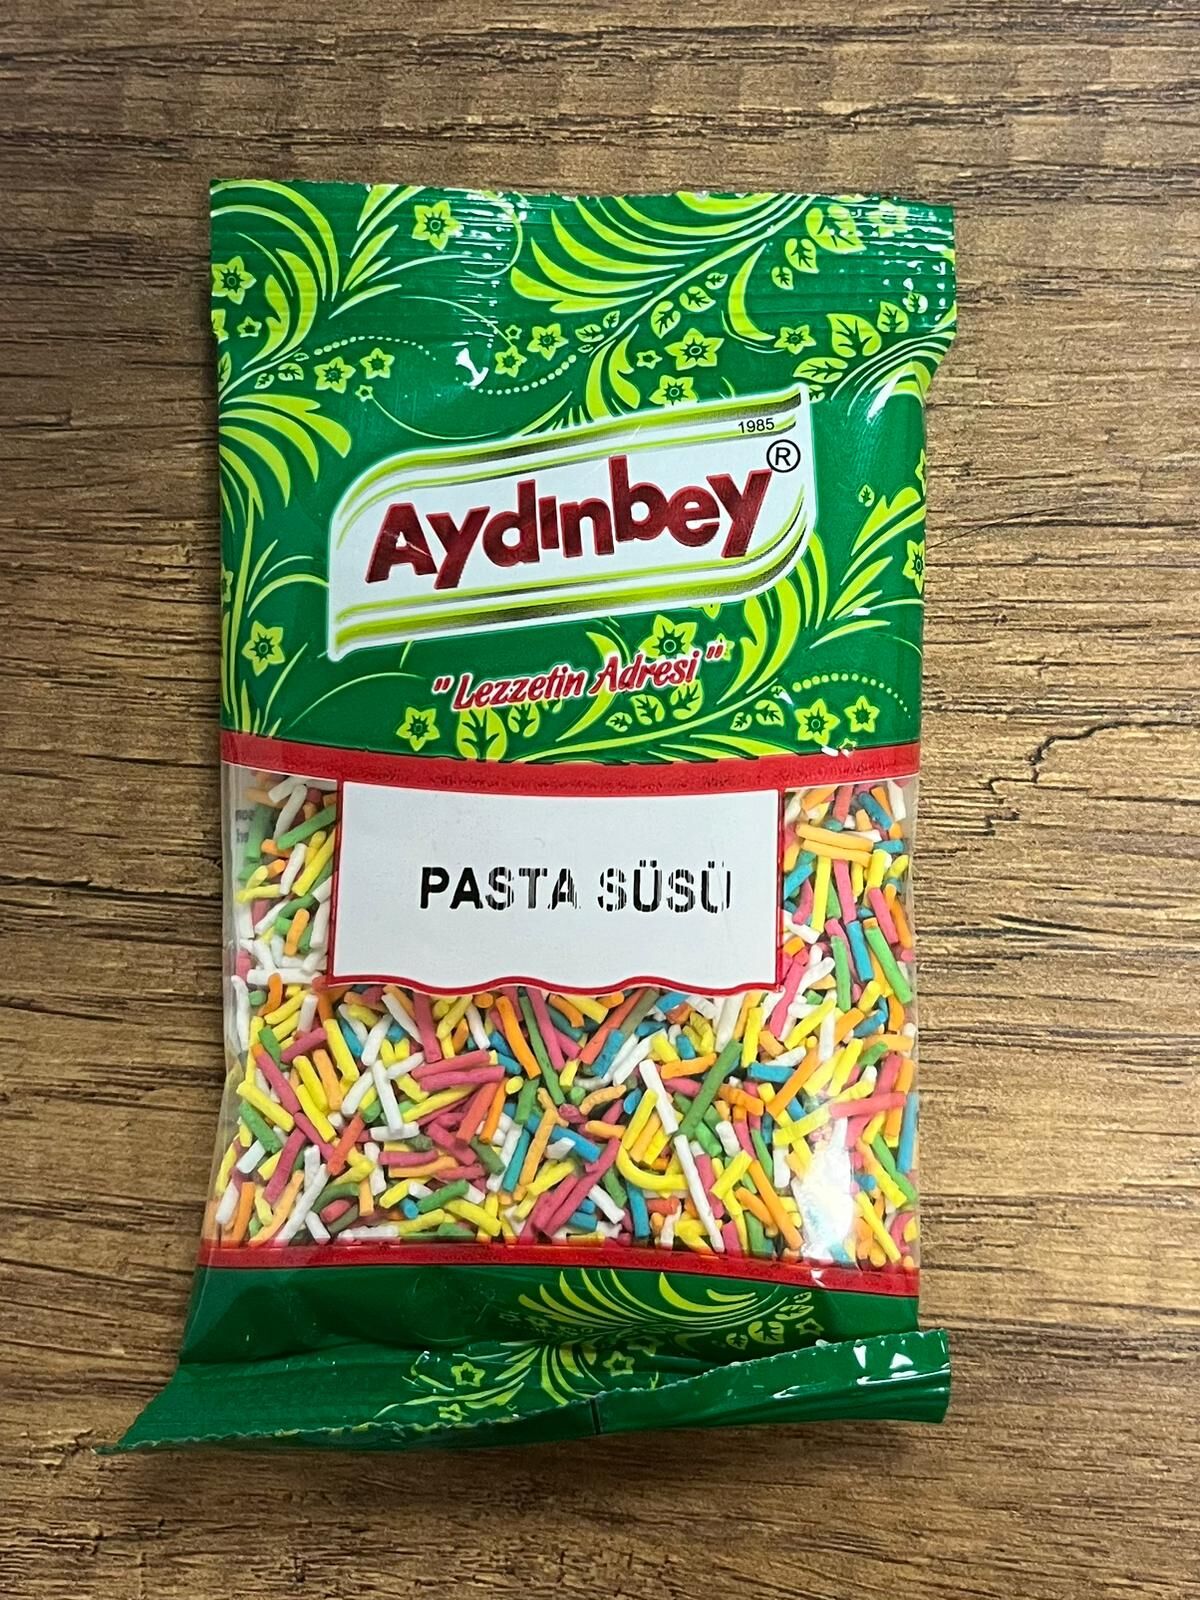 1985
Aydınbey ®
"Lezzetin Adresi"
PASTA SÜSÜ